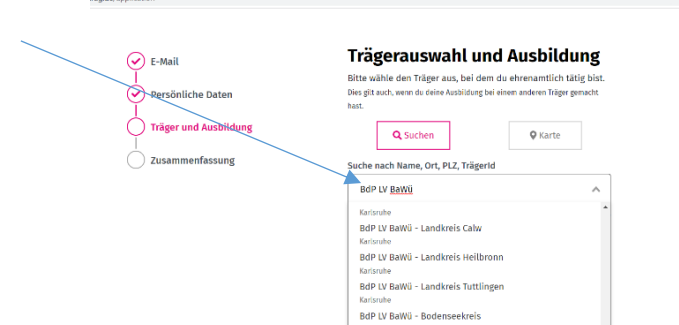 E-Mail
Persönliche Daten
Träger und Ausbildung
Zusammenfassung
Trägerauswahl und Ausbildung
Bitte wähle den Träger aus, bei dem du ehrenamtlich tätig bist.
Dies gilt auch, wenn du deine Ausbildung bei einem anderen Träger gemacht
hast.
Suchen
Karte
Suche nach Name, Ort, PLZ, TrägerId
BdP LV BaWü
Karlsruhe
BdP LV BaWü - Landkreis Calw
Karlsruhe
BdP LV BaWü - Landkreis Heilbronn
Karlsruhe
BdP LV BaWü - Landkreis Tuttlingen
Karlsruhe
BdP LV BaWü - Bodenseekreis